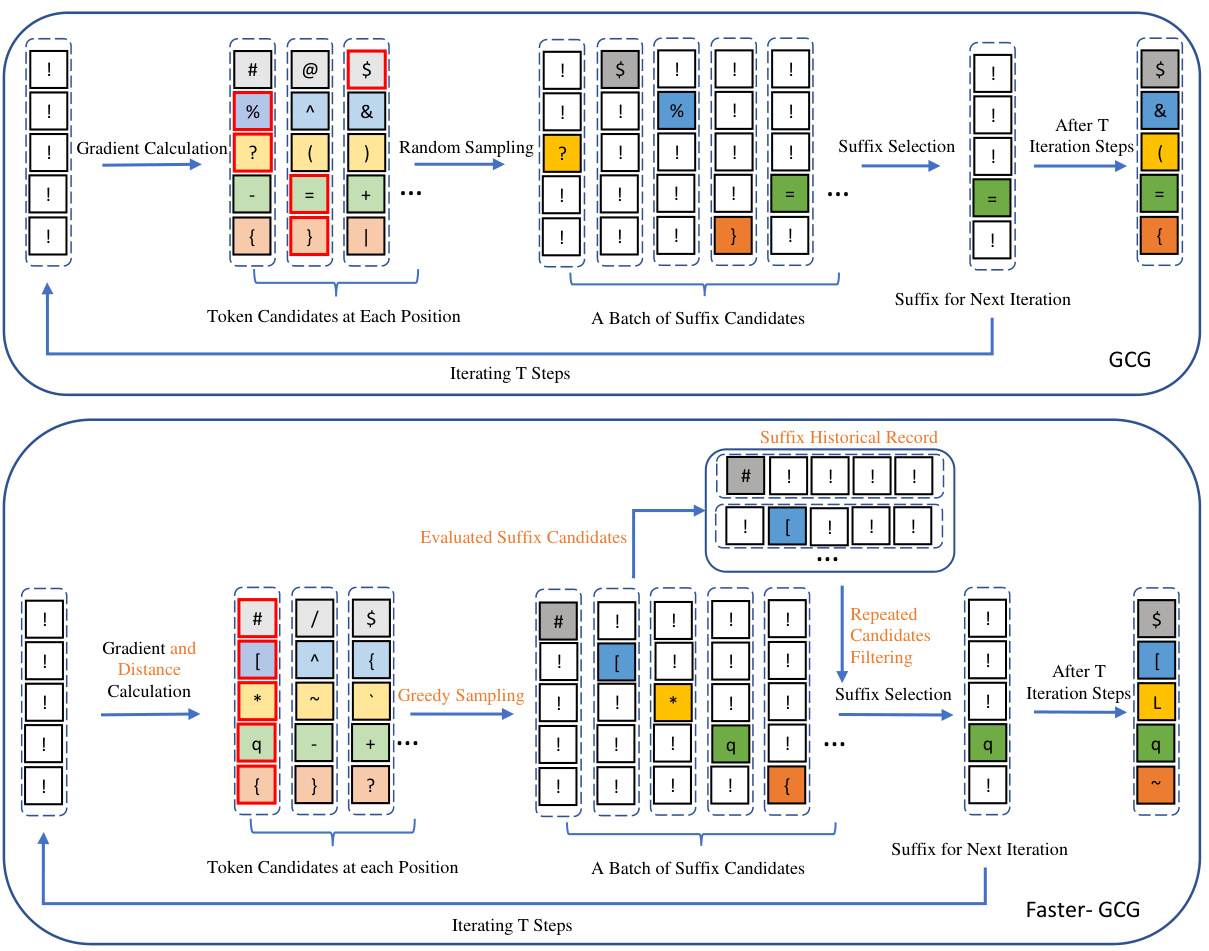 ! # @ $ ! $ ! ! ! ! $
! % ^ & ! ! % ! ! ! &
Gradient Calculation Random Sampling Suffix Selection After T
Iteration Steps
! ? ( ) ? ! ! ! ! ! (
! - = + ... ! ! ! ! = ... = =
! { } | ! ! ! } ! ! {
Token Candidates at Each Position
A Batch of Suffix Candidates
Suffix for Next Iteration
Iterating T Steps
GCG
Suffix Historical Record
# ! ! ! !
! [ ! ! !
...
Evaluated Suffix Candidates
Repeated
Candidates
Filtering
! # / $ # ! ! ! ! ! $
! [ ^ { ! [ ! ! ! ! [
Gradient and
Distance
Calculation
Greedy Sampling
Suffix Selection
After T
Iteration Steps
! * ~ ` ! ! * ! ! ! L
! q - + ... ! ! ! q ! ... q q
! { } ? ! ! ! ! { ! ~
Token Candidates at each Position
A Batch of Suffix Candidates
Suffix for Next Iteration
Iterating T Steps
Faster- GCG